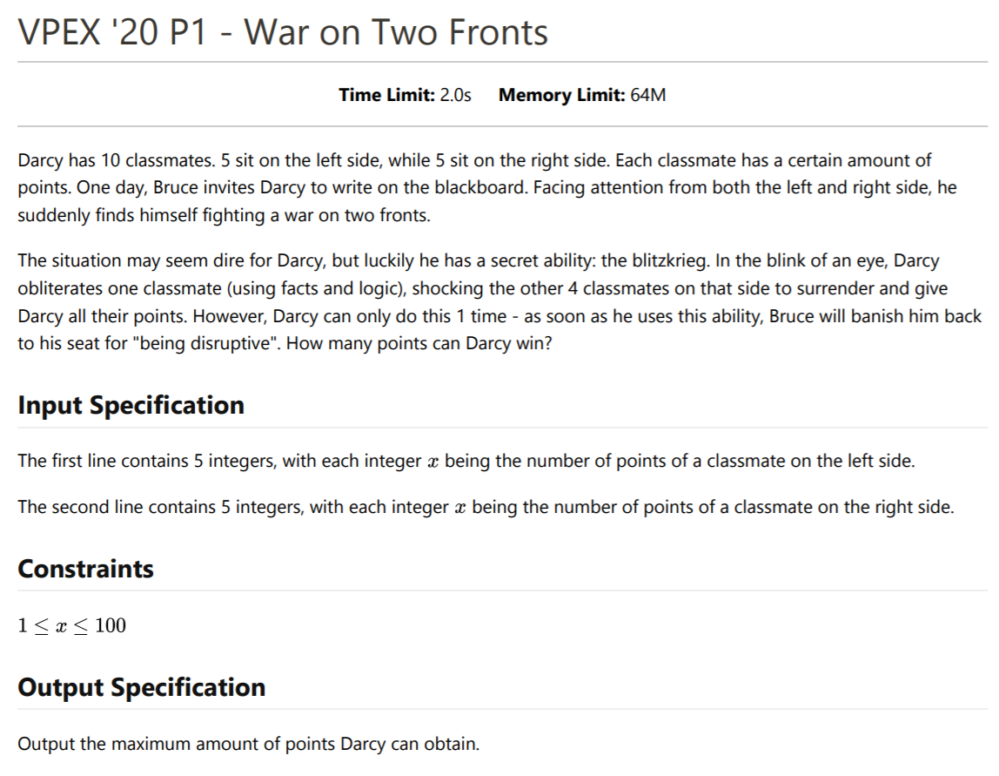 VPEX '20 P1 - War on Two Fronts
Time Limit: 2.0s Memory Limit: 64M
Darcy has 10 classmates. 5 sit on the left side, while 5 sit on the right side. Each classmate has a certain amount of
points. One day, Bruce invites Darcy to write on the blackboard. Facing attention from both the left and right side, he
suddenly finds himself fighting a war on two fronts.
The situation may seem dire for Darcy, but luckily he has a secret ability: the blitzkrieg. In the blink of an eye, Darcy
obliterates one classmate (using facts and logic), shocking the other 4 classmates on that side to surrender and give
Darcy all their points. However, Darcy can only do this 1 time - as soon as he uses this ability, Bruce will banish him back
to his seat for "being disruptive". How many points can Darcy win?
Input Specification
The first line contains 5 integers, with each integer x being the number of points of a classmate on the left side.
The second line contains 5 integers, with each integer x being the number of points of a classmate on the right side.
Constraints
1 ≤ x ≤ 100
Output Specification
Output the maximum amount of points Darcy can obtain.